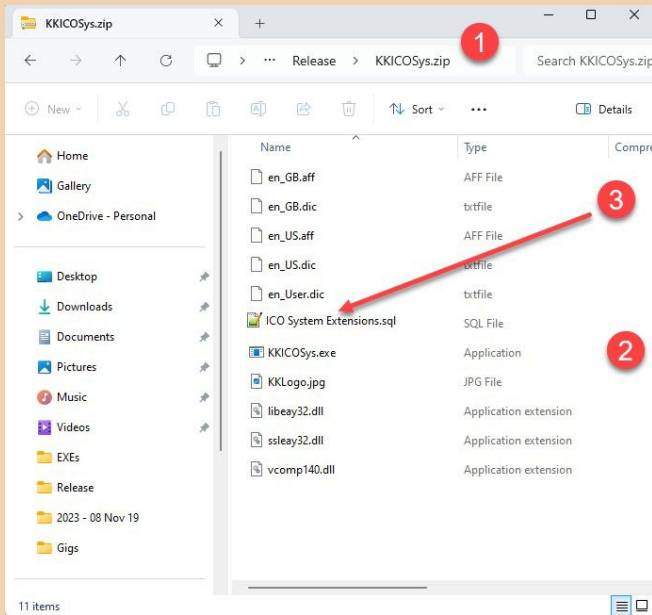 KKICOSys.zip
Release > KKICOSys.zip
1
Search KKICOSys.zip
New
Sort
Details
Home
Gallery
OneDrive - Personal
Desktop
Downloads
Documents
Pictures
Music
Videos
EXEs
Release
2023 - 08 Nov 19
Gigs
Name Type Compre
en_GB.aff AFF File
en_GB.dic txtfile
3
en_US.aff AFF File
en_US.dic txtfile
en_User.dic txtfile
ICO System Extensions.sql SQL File
KKICOSys.exe Application
2
KKLogo.jpg JPG File
libeay32.dll Application extension
ssleay32.dll Application extension
vcomp140.dll Application extension
11 items